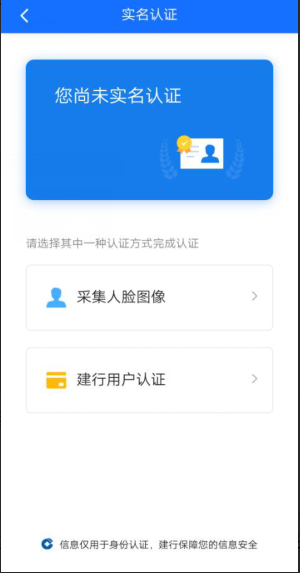 实名认证
您尚未实名认证
请选择其中一种认证方式完成认证
采集人脸图像
建行用户认证
信息仅用于身份认证，建行保障您的信息安全